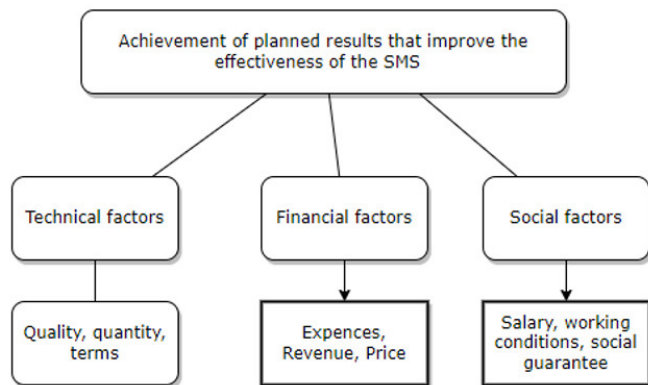 Achievement of planned results that improve the
effectiveness of the SMS
Technical factors
Financial factors
Social factors
Quality, quantity,
terms
Expences,
Revenue, Price
Salary, working
conditions, social
guarantee